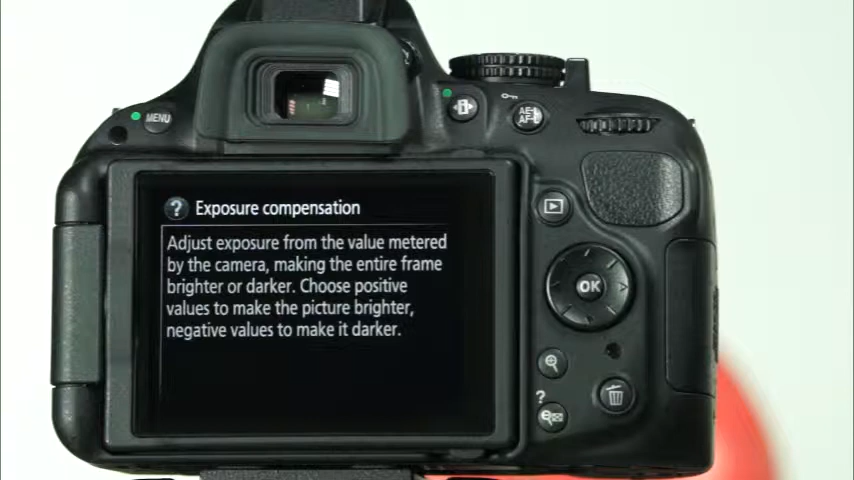 MENU
i
AE-L
AF-L
? Exposure compensation
Adjust exposure from the value metered
by the camera, making the entire frame
brighter or darker. Choose positive
values to make the picture brighter,
negative values to make it darker.
OK
?